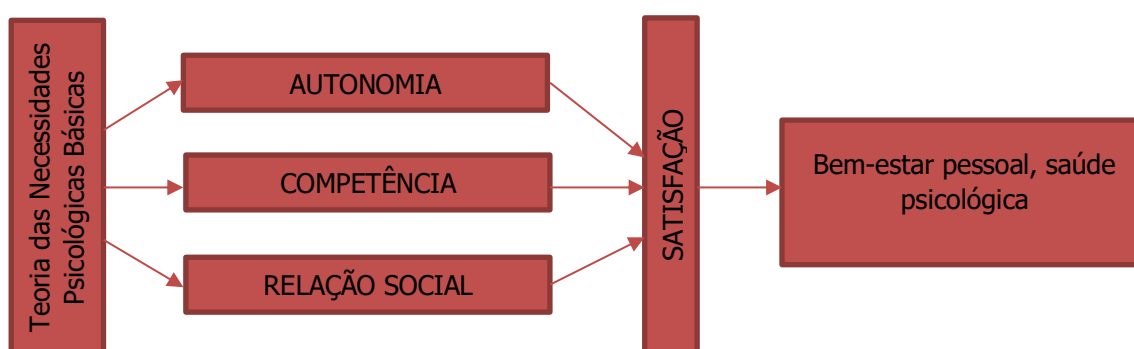 Teoria das Necessidades
Psicológicas Básicas
AUTONOMIA
COMPETÊNCIA
RELAÇÃO SOCIAL
SATISFAÇÃO
Bem-estar pessoal, saúde
psicológica